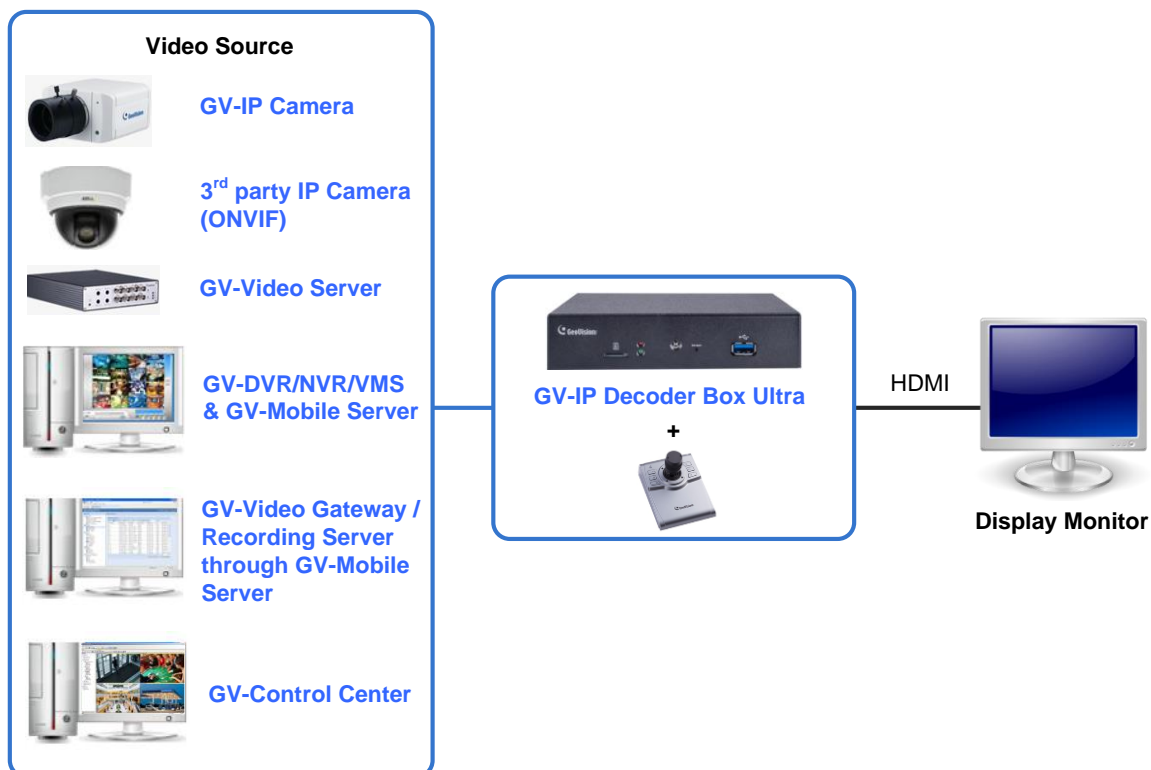 Video Source
GV-IP Camera
3rd party IP Camera
(ONVIF)
GV-Video Server
GV-DVR/NVR/VMS
& GV-Mobile Server
GV-Video Gateway /
Recording Server
through GV-Mobile
Server
GV-Control Center
GeoVision
GV-IP Decoder Box Ultra
+
HDMI
Display Monitor